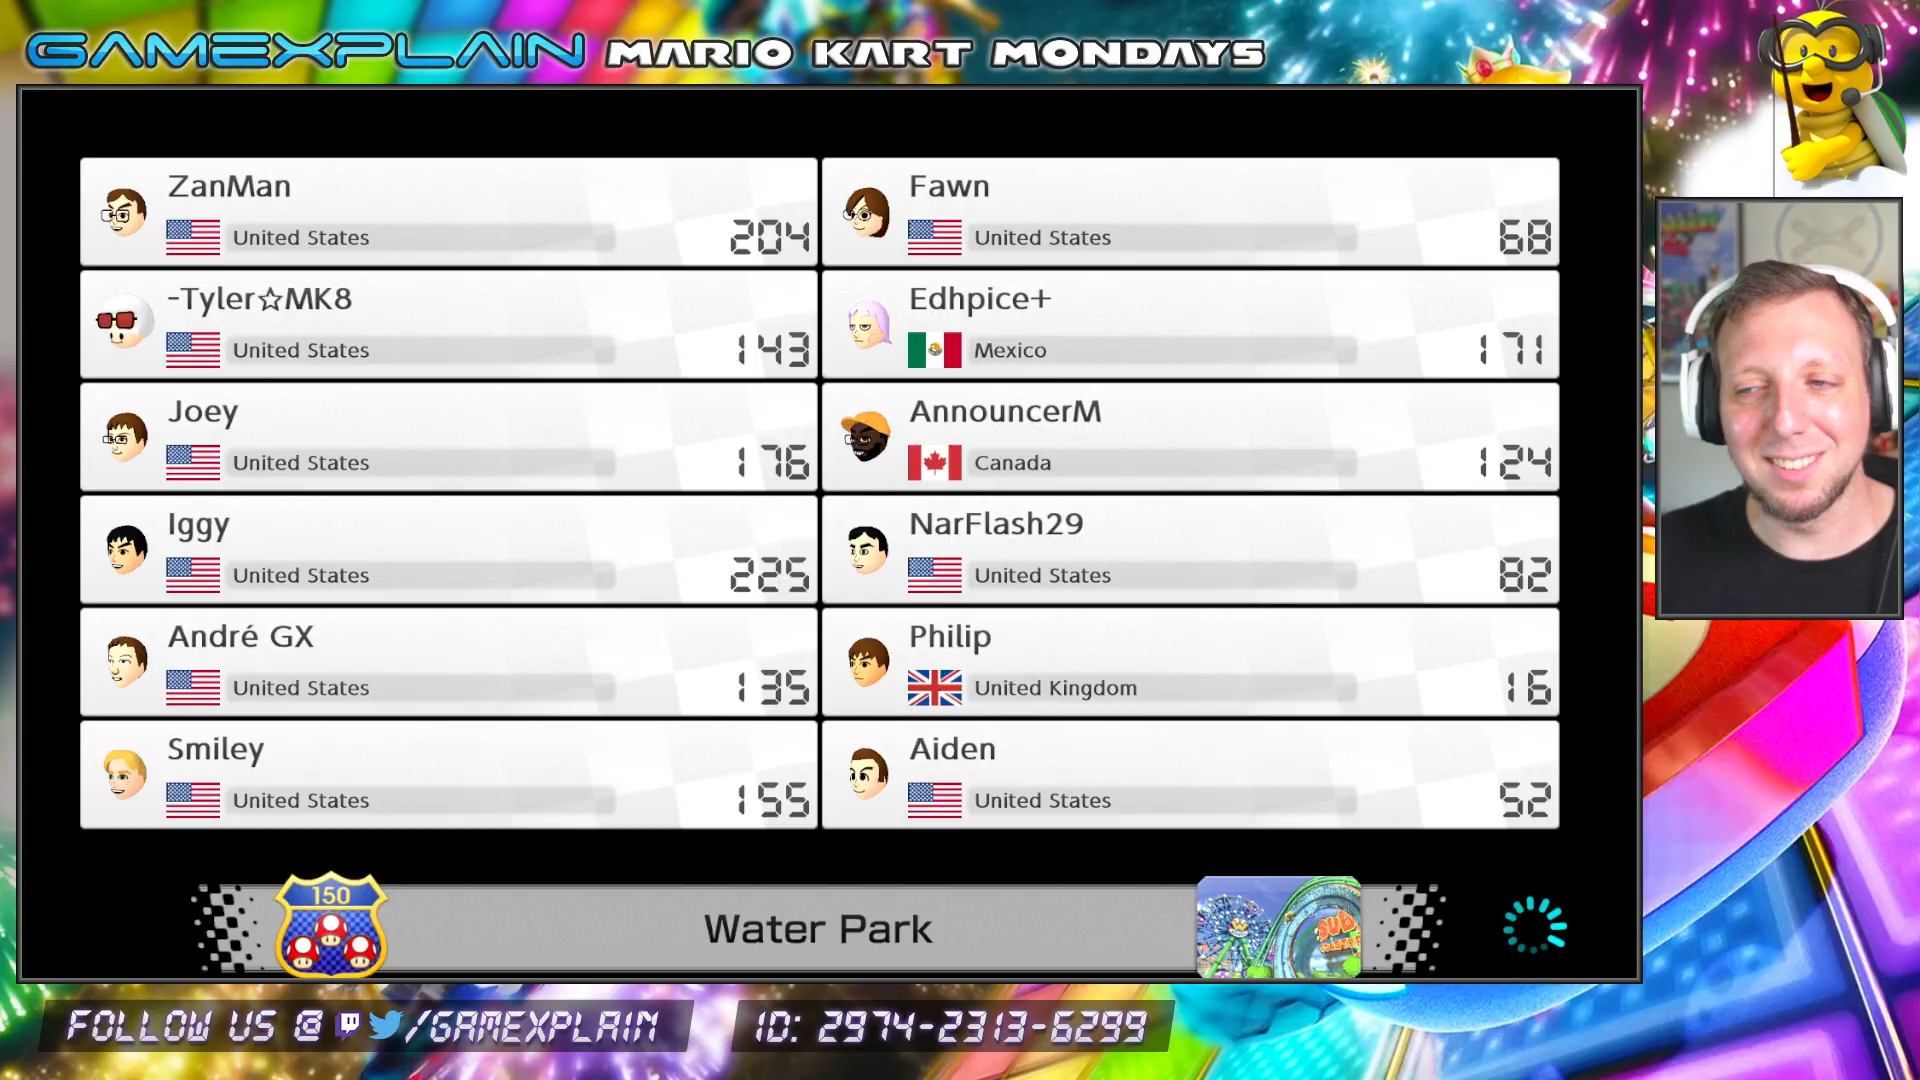 GAMEXPLAIN MARIO KART MONDAYS
ZanMan
United States
204
-Tyler☆MK8
United States
143
Joey
United States
176
Iggy
United States
225
André GX
United States
135
Smiley
United States
155
Fawn
United States
68
Edhpice+
Mexico
171
AnnouncerM
Canada
124
NarFlash29
United States
82
Philip
United Kingdom
16
Aiden
United States
52
150
Water Park
SUB
COASTER
FOLLOW US @ /GAMEXPLAIN
ID: 2974-2313-6299